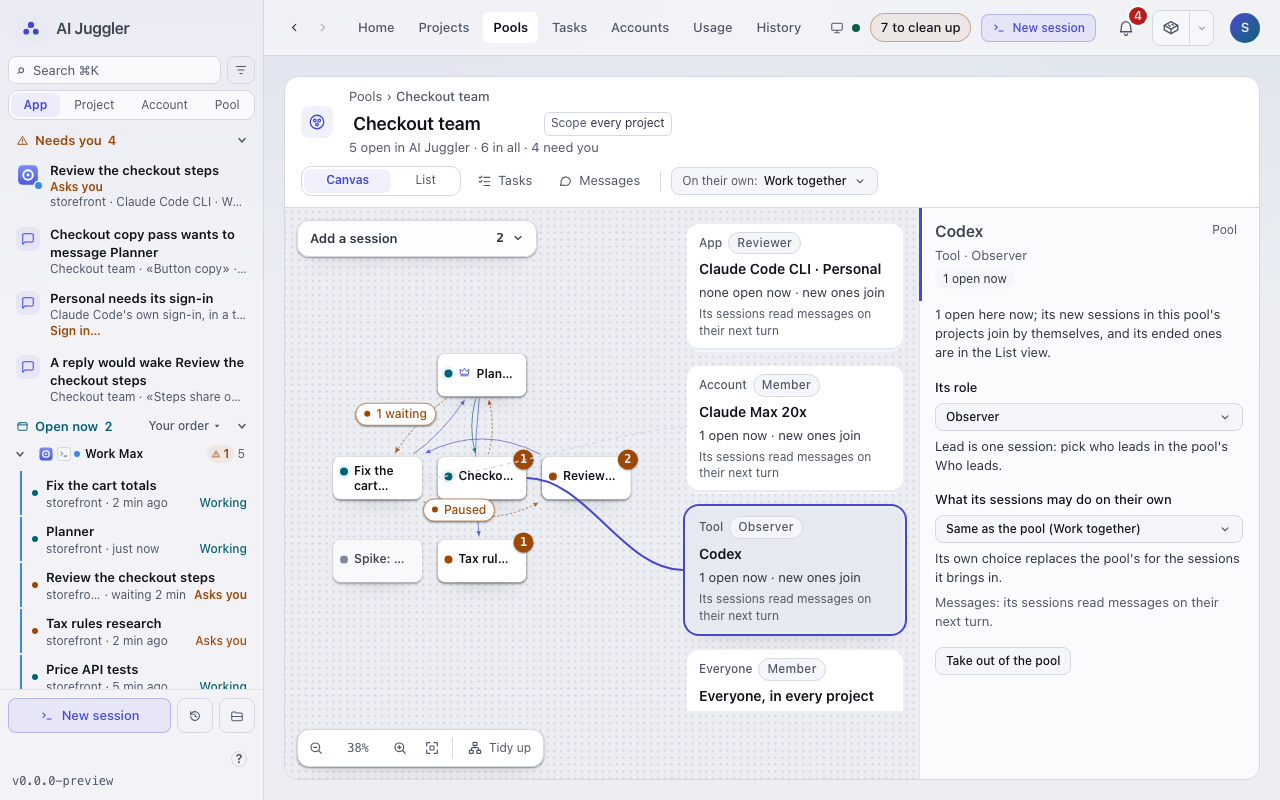 AI Juggler
Search ⌘K
App Project Account Pool
Needs you 4
Review the checkout steps
Asks you
storefront · Claude Code CLI · W…
Checkout copy pass wants to
message Planner
Checkout team · «Button copy» ·…
Personal needs its sign-in
Claude Code's own sign-in, in a t…
Sign in…
A reply would wake Review the
checkout steps
Checkout team · «Steps share o…
Open now 2 Your order
Work Max 1 5
Fix the cart totals
storefront · 2 min ago Working
Planner
storefront · just now Working
Review the checkout steps
storefro… · waiting 2 min Asks you
Tax rules research
storefront · 2 min ago Asks you
Price API tests
storefront · 5 min ago Working
New session
?
v0.0.0-preview
Home Projects Pools Tasks Accounts Usage History 7 to clean up New session 4 S
Pools › Checkout team
Checkout team Scope every project
5 open in AI Juggler · 6 in all · 4 need you
Canvas List Tasks Messages On their own: Work together
Add a session 2
Plan…
1 waiting
Fix the
cart…
Checko… 1
Review… 2
Paused
Spike: …
Tax rul… 1
38% Tidy up
App Reviewer
Claude Code CLI · Personal
none open now · new ones join
Its sessions read messages on
their next turn
Account Member
Claude Max 20x
1 open now · new ones join
Its sessions read messages on
their next turn
Tool Observer
Codex
1 open now · new ones join
Its sessions read messages on
their next turn
Everyone Member
Everyone, in every project
Codex Pool
Tool · Observer
1 open now
1 open here now; its new sessions in this pool's
projects join by themselves, and its ended ones
are in the List view.
Its role
Observer
Lead is one session: pick who leads in the pool's
Who leads.
What its sessions may do on their own
Same as the pool (Work together)
Its own choice replaces the pool's for the sessions
it brings in.
Messages: its sessions read messages on their
next turn.
Take out of the pool